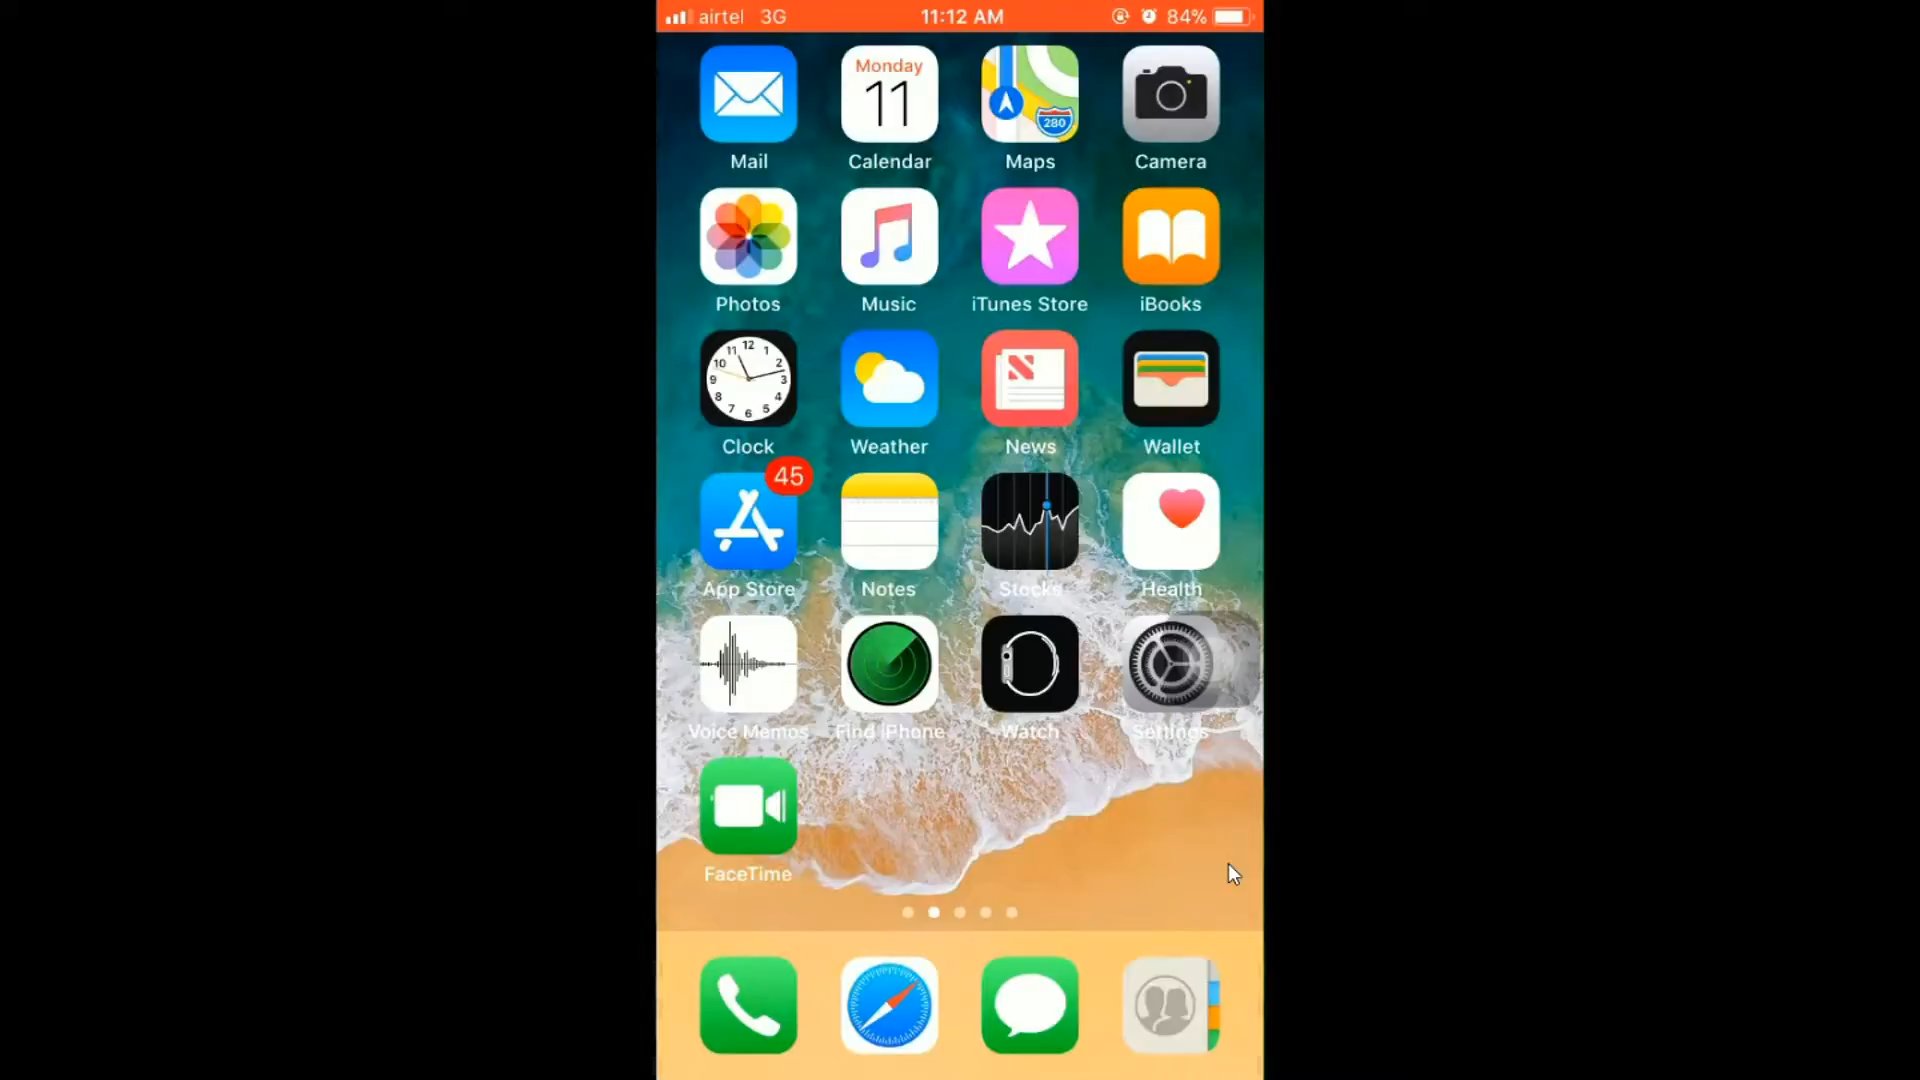 airtel 3G 11:12 AM 84%
Monday
11
280
Mail Calendar Maps Camera
Photos Music iTunes Store iBooks
12
11 1
10 2
9 3
8 4
7 6 5
Clock Weather News Wallet
45
App Store Notes Stocks Health
Voice Memos Find iPhone Watch Settings
FaceTime